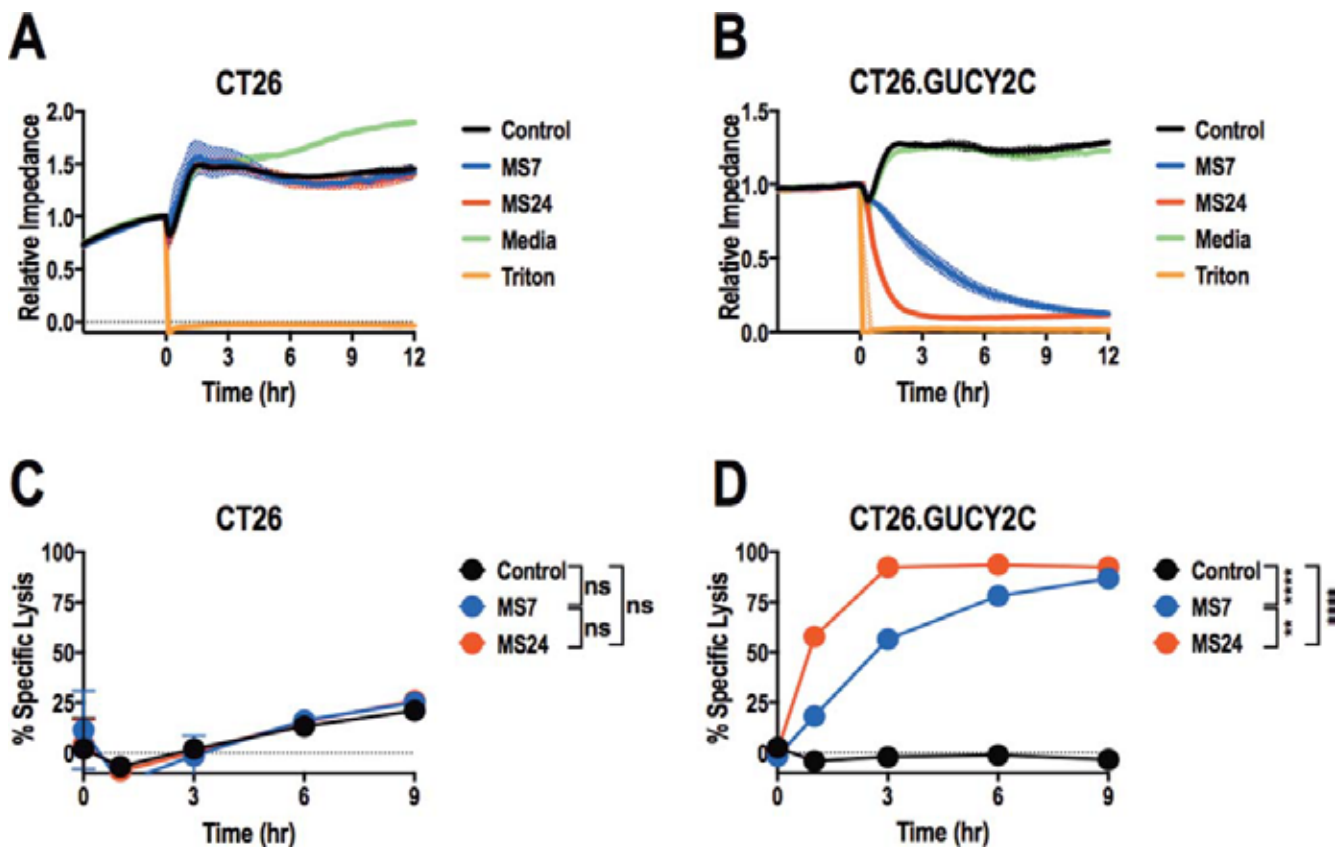 A
CT26
Relative Impedance
2.0
1.5
1.0
0.5
0.0
0 3 6 9 12
Time (hr)
Control
MS7
MS24
Media
Triton
B
CT26.GUCY2C
Relative Impedance
1.5
1.0
0.5
0.0
0 3 6 9 12
Time (hr)
Control
MS7
MS24
Media
Triton
C
CT26
% Specific Lysis
100
75
50
25
0
0 3 6 9
Time (hr)
Control
MS7
MS24
ns
ns
ns
D
CT26.GUCY2C
% Specific Lysis
100
75
50
25
0
0 3 6 9
Time (hr)
Control
MS7
MS24
****
**
****